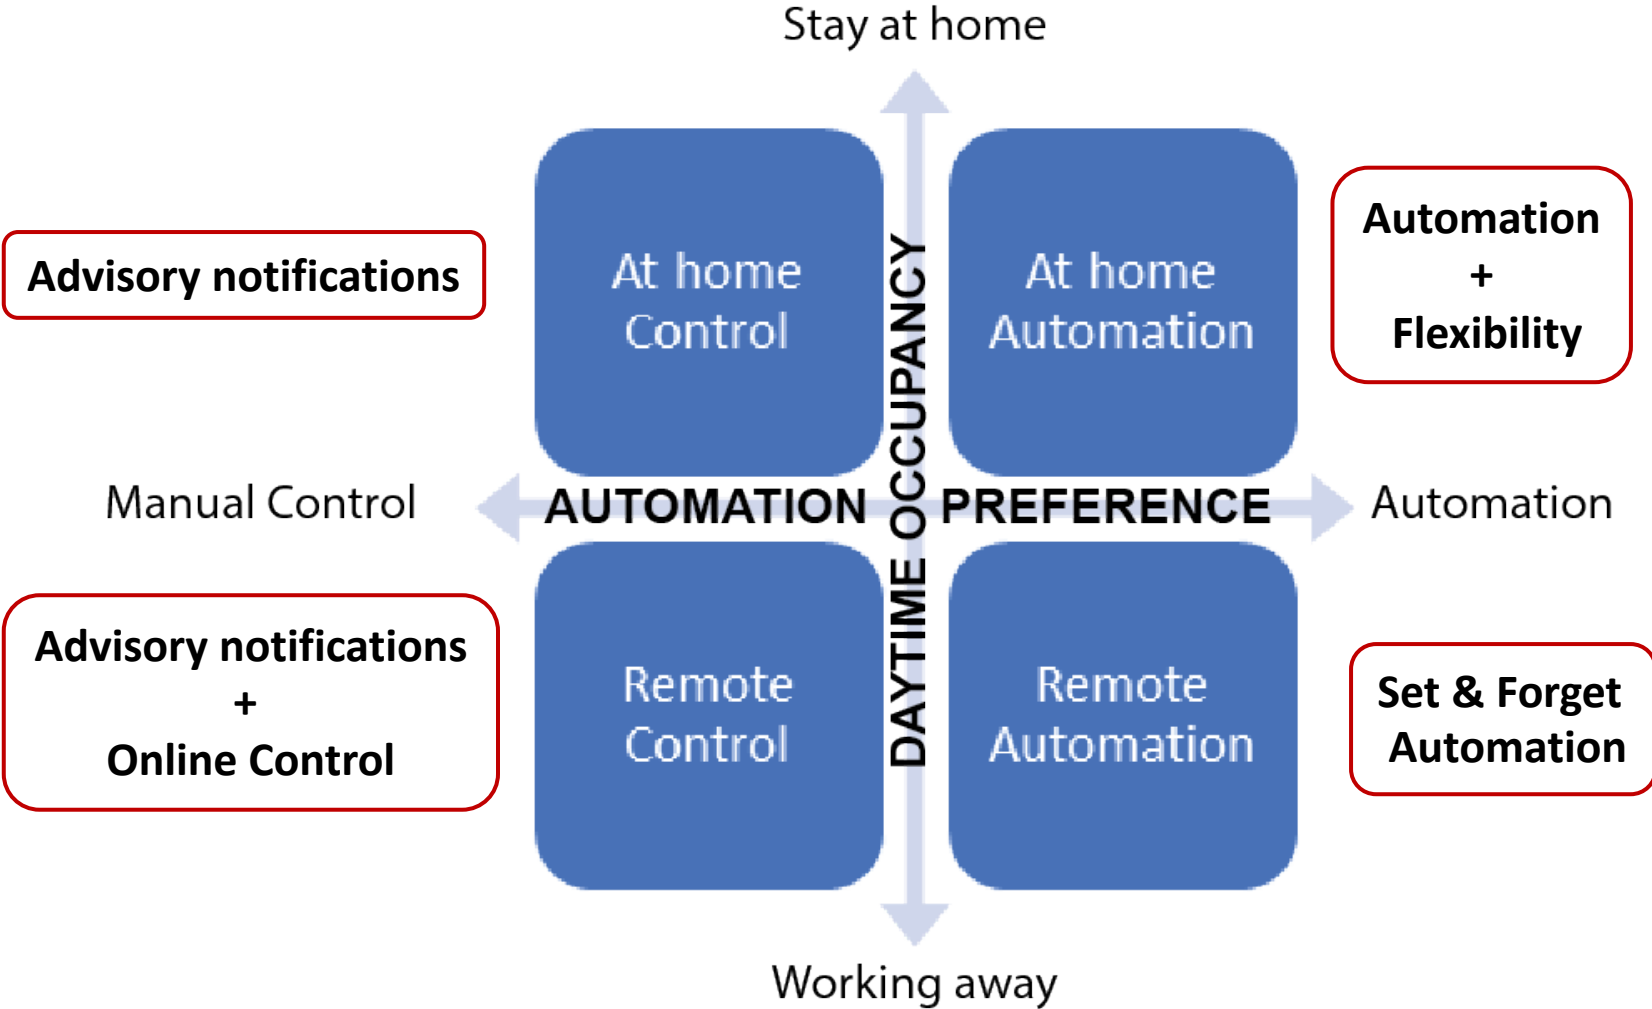 Stay at home
Advisory notifications
At home
Control
At home
Automation
Automation
+
Flexibility
DAYTIME OCCUPANCY
Manual Control
AUTOMATION PREFERENCE
Automation
Advisory notifications
+
Online Control
Remote
Control
Remote
Automation
Set & Forget
Automation
Working away